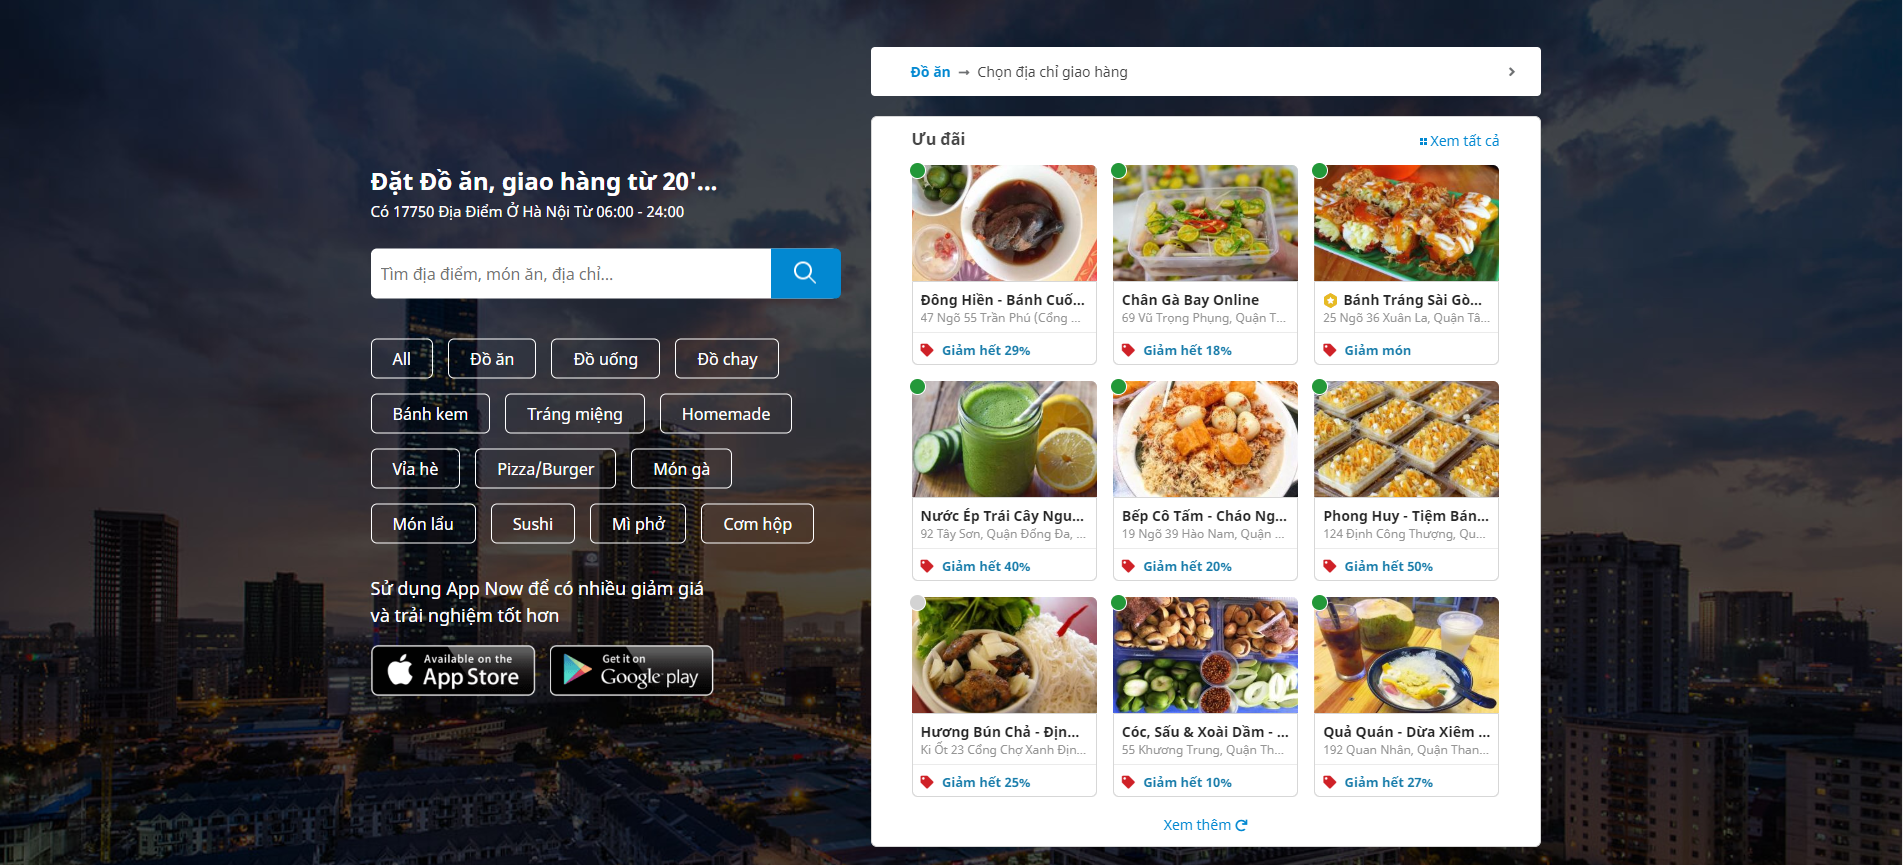 Đặt Đồ ăn, giao hàng từ 20'...
Có 17750 Địa Điểm Ở Hà Nội Từ 06:00 - 24:00
Tìm địa điểm, món ăn, địa chỉ...
All
Đồ ăn
Đồ uống
Đồ chay
Bánh kem
Tráng miệng
Homemade
Vỉa hè
Pizza/Burger
Món gà
Món lẩu
Sushi
Mì phở
Cơm hộp
Sử dụng App Now để có nhiều giảm giá
và trải nghiệm tốt hơn
Available on the
App Store
Get it on
Google play
Đồ ăn → Chọn địa chỉ giao hàng
Ưu đãi
Xem tất cả
Đông Hiền - Bánh Cuố...
47 Ngõ 55 Trần Phú (Cổng ...
Giảm hết 29%
Chân Gà Bay Online
69 Vũ Trọng Phụng, Quận T...
Giảm hết 18%
Bánh Tráng Sài Gò...
25 Ngõ 36 Xuân La, Quận Tâ...
Giảm món
Nước Ép Trái Cây Ngu...
92 Tây Sơn, Quận Đống Đa, ...
Giảm hết 40%
Bếp Cô Tấm - Cháo Ng...
19 Ngõ 39 Hào Nam, Quận ...
Giảm hết 20%
Phong Huy - Tiệm Bán...
124 Định Công Thượng, Qu...
Giảm hết 50%
Hương Bún Chả - Địn...
Ki Ốt 23 Cổng Chợ Xanh Địn...
Giảm hết 25%
Cóc, Sấu & Xoài Dầm - ...
55 Khương Trung, Quận Th...
Giảm hết 10%
Quả Quán - Dừa Xiêm ...
192 Quan Nhân, Quận Than...
Giảm hết 27%
Xem thêm